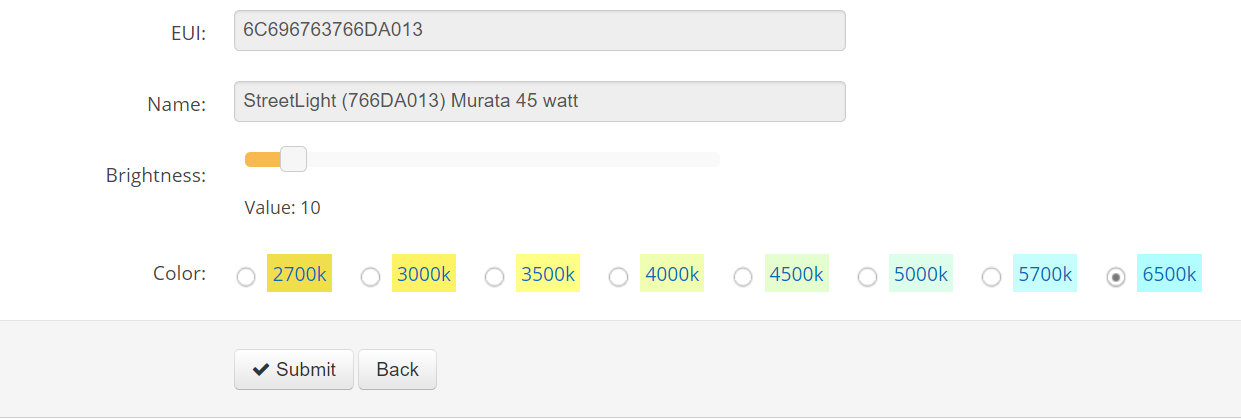 EUI: 6C696763766DA013
Name: StreetLight (766DA013) Murata 45 watt
Brightness:
Value: 10
Color: 2700k 3000k 3500k 4000k 4500k 5000k 5700k 6500k
Submit Back